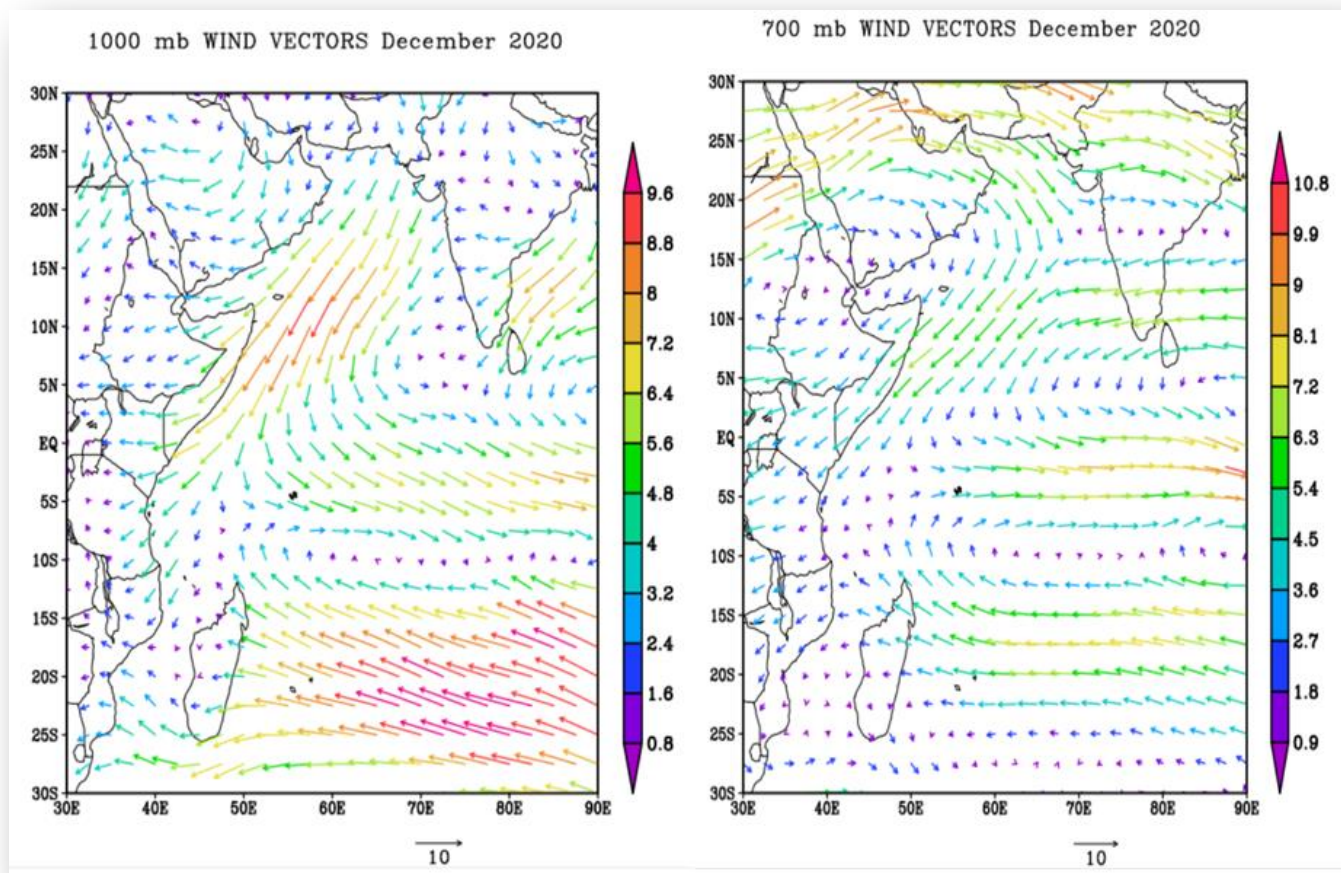 1000 mb WIND VECTORS December 2020
30N
25N
20N
15N
10N
5N
EQ
5S
10S
15S
20S
25S
30S
30E 40E 50E 60E 70E 80E 90E
9.6
8.8
8
7.2
6.4
5.6
4.8
4
3.2
2.4
1.6
0.8
10
700 mb WIND VECTORS December 2020
30N
25N
20N
15N
10N
5N
EQ
5S
10S
15S
20S
25S
30S
30E 40E 50E 60E 70E 80E 90E
10.8
9.9
9
8.1
7.2
6.3
5.4
4.5
3.6
2.7
1.8
0.9
10